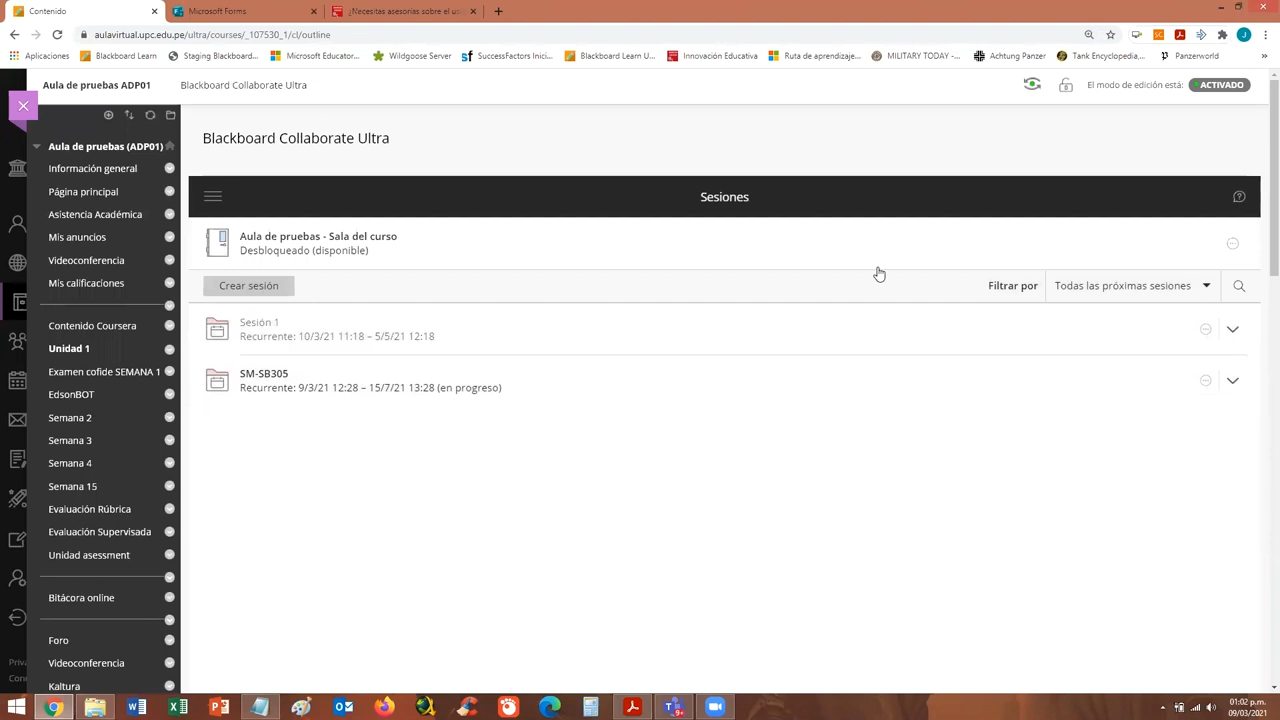 Contenido
Microsoft Forms
¿Necesitas asesorías sobre el us
aulavirtual.upc.edu.pe/ultra/courses/_107530_1/cl/outline
Aplicaciones
Blackboard Learn
Staging Blackboard...
Microsoft Educator...
Wildgoose Server
SuccessFactors Inici...
Blackboard Learn U...
Innovación Educativa
Ruta de aprendizaje...
MILITARY TODAY -...
Achtung Panzer
Tank Encyclopedia,...
Panzerworld
Aula de pruebas ADP01
Blackboard Collaborate Ultra
El modo de edición está:
ACTIVADO
Aula de pruebas (ADP01)
Información general
Página principal
Asistencia Académica
Mis anuncios
Videoconferencia
Mis calificaciones
Contenido Coursera
Unidad 1
Examen cofide SEMANA 1
EdsonBOT
Semana 2
Semana 3
Semana 4
Semana 15
Evaluación Rúbrica
Evaluación Supervisada
Unidad asessment
Bitácora online
Foro
Videoconferencia
Kaltura
Priva
Blackboard Collaborate Ultra
Sesiones
Aula de pruebas - Sala del curso
Desbloqueado (disponible)
Crear sesión
Filtrar por
Todas las próximas sesiones
Sesión 1
Recurrente: 10/3/21 11:18 – 5/5/21 12:18
SM-SB305
Recurrente: 9/3/21 12:28 – 15/7/21 13:28 (en progreso)
01:02 p.m.
09/03/2021